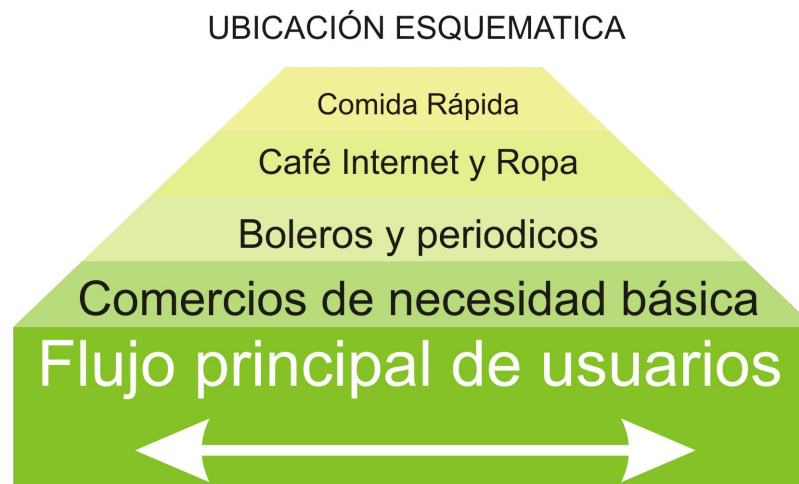 UBICACIÓN ESQUEMATICA
Comida Rápida
Café Internet y Ropa
Boleros y periodicos
Comercios de necesidad básica
Flujo principal de usuarios